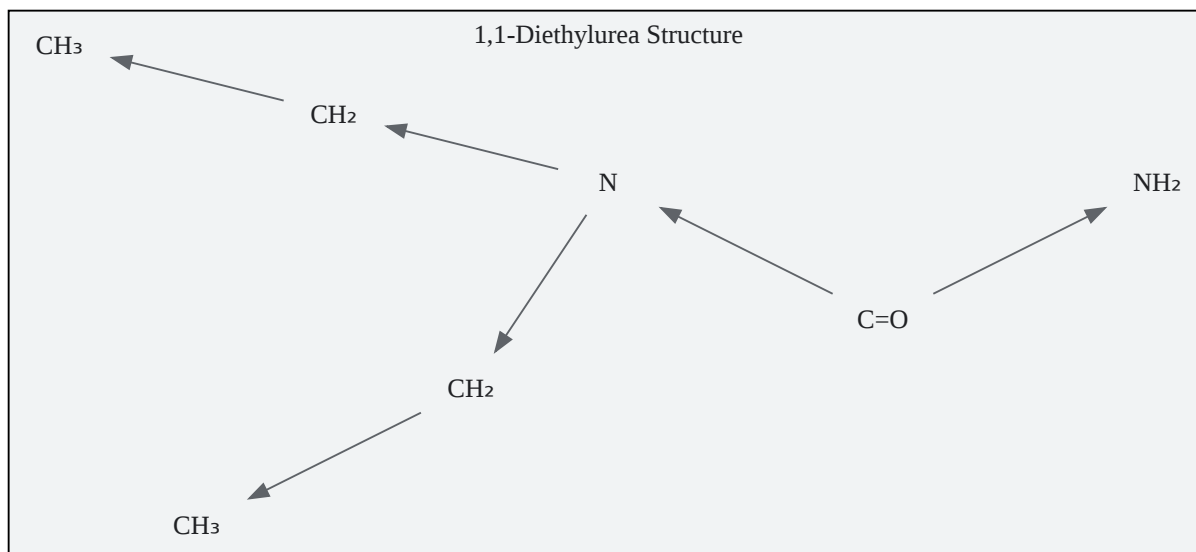 1,1-Diethylurea Structure
CH₃
CH₂
N
NH₂
C=O
CH₂
CH₃